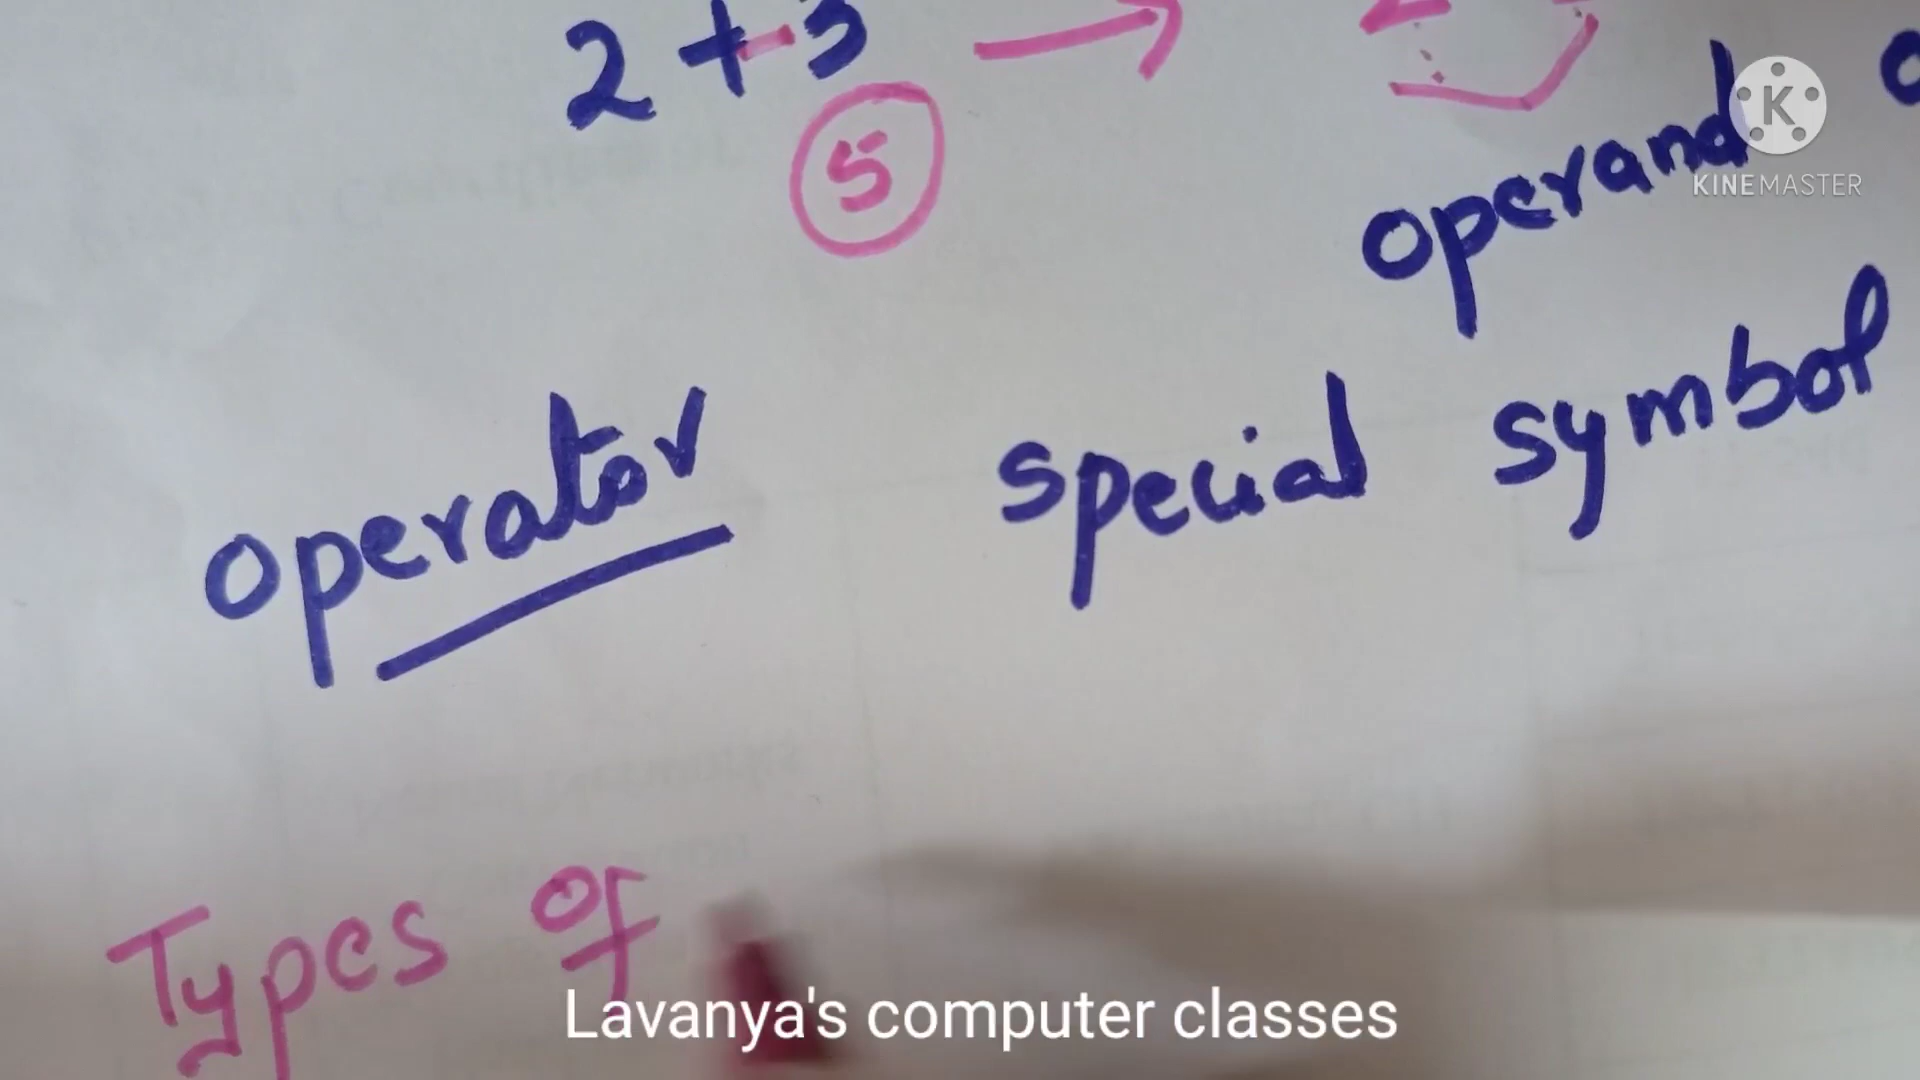 2 + 3
5
operand
K
KINEMASTER
operator special symbol
Types of
Lavanya's computer classes